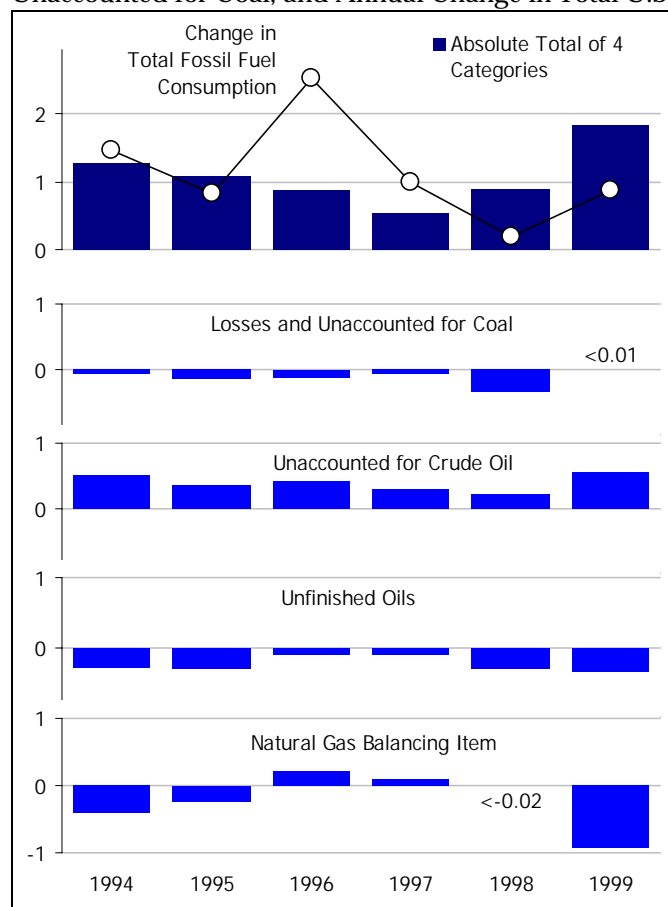 Unaccounted for Coal, and Annual Change in Total U.S
Change in
Total Fossil Fuel
Consumption
Absolute Total of 4
Categories
2
1
0
1
Losses and Unaccounted for Coal
<0.01
0
1
Unaccounted for Crude Oil
0
1
Unfinished Oils
0
1
Natural Gas Balancing Item
0
<-0.02
-1
1994 1995 1996 1997 1998 1999